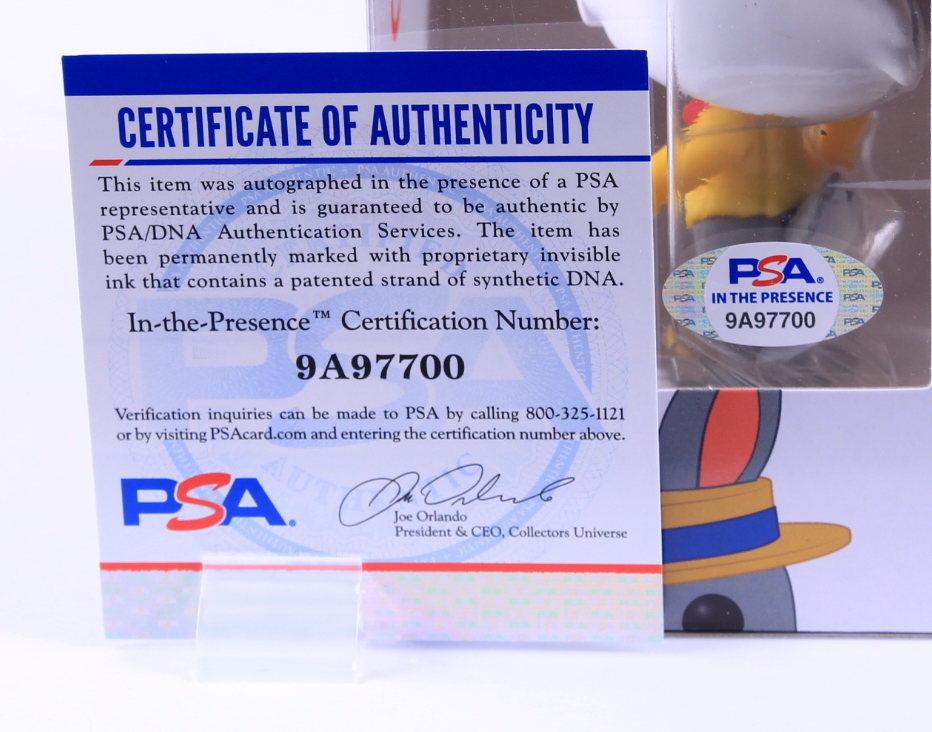 CERTIFICATE OF AUTHENTICITY
This item was autographed in the presence of a PSA
representative and is guaranteed to be authentic by
PSA/DNA Authentication Services. The item has
been permanently marked with proprietary invisible
ink that contains a patented strand of synthetic DNA.
In-the-Presence™ Certification Number:
9A97700
Verification inquiries can be made to PSA by calling 800-325-1121
or by visiting PSAcard.com and entering the certification number above.
PSA.
Joe Orlando
President & CEO, Collectors Universe
PSA®
IN THE PRESENCE
9A97700